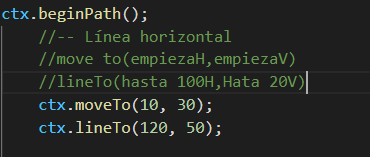 ctx.beginPath();
//-- Línea horizontal
//move to(empiezaH,empiezaV)
//lineTo(hasta 100H,Hata 20V)
ctx.moveTo(10, 30);
ctx.lineTo(120, 50);